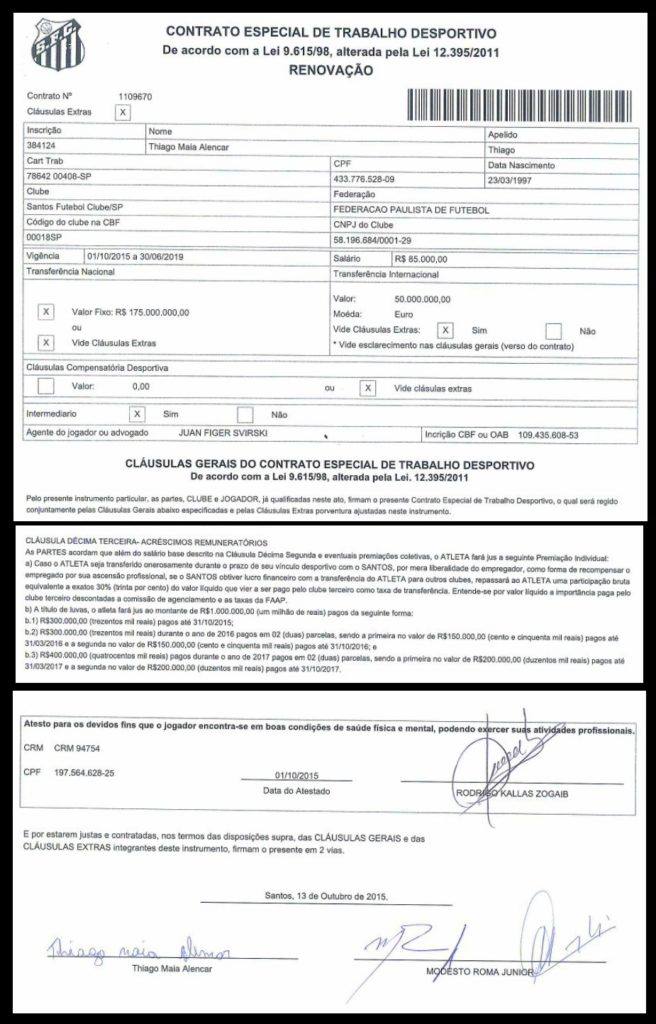 S.F.C.
CONTRATO ESPECIAL DE TRABALHO DESPORTIVO
De acordo com a Lei 9.615/98, alterada pela Lei 12.395/2011
RENOVAÇÃO
Contrato Nº 1109670
Cláusulas Extras X
Inscrição Nome Apelido
384124 Thiago Maia Alencar Thiago
Cart Trab CPF Data Nascimento
78642 00408-SP 433.776.528-09 23/03/1997
Clube Federação
Santos Futebol Clube/SP FEDERACAO PAULISTA DE FUTEBOL
Código do clube na CBF CNPJ do Clube
00018SP 58.196.684/0001-29
Vigência 01/10/2015 a 30/06/2019 Salário R$ 85.000,00
Transferência Nacional Transferência Internacional
Valor: 50.000.000,00
X Valor Fixo: R$ 175.000.000,00 Moéda: Euro
ou Vide Cláusulas Extras: X Sim Não
X Vide Cláusulas Extras * Vide esclarecimento nas cláusulas gerais (verso do contrato)
Cláusulas Compensatória Desportiva
Valor: 0,00 ou X Vide clásulas extras
Intermediario X Sim Não
Agente do jogador ou advogado JUAN FIGER SVIRSKI Incrição CBF ou OAB 109.435.608-53
CLÁUSULAS GERAIS DO CONTRATO ESPECIAL DE TRABALHO DESPORTIVO
De acordo com a Lei 9.615/98, alterada pela Lei. 12.395/2011
Pelo presente instrumento particular, as partes, CLUBE e JOGADOR, já qualificadas neste ato, firmam o presente Contrato Especial de Trabalho Desportivo, o qual será regido
conjuntamente pelas Cláusulas Gerais abaixo especificadas e pelas Cláusulas Extras porventura ajustadas neste instrumento.
CLÁUSULA DÉCIMA TERCEIRA- ACRÉSCIMOS REMUNERATÓRIOS
As PARTES acordam que além do salário base descrito na Cláusula Décima Segunda e eventuais premiações coletivas, o ATLETA fará jus a seguinte Premiação Individual:
a) Caso o ATLETA seja transferido onerosamente durante o prazo de seu vínculo desportivo com o SANTOS, por mera liberalidade do empregador, como forma de recompensar o
empregado por sua ascensão profissional, se o SANTOS obtiver lucro financeiro com a transferência do ATLETA para outros clubes, repassará ao ATLETA uma participação bruta
equivalente a exatos 30% (trinta por cento) do valor líquido que vier a ser pago pelo clube terceiro como taxa de transferência. Entende-se por valor líquido a importância paga pelo
clube terceiro descontadas a comissão de agenciamento e as taxas da FAAP.
b) A título de luvas, o atleta fará jus ao montante de R$1.000.000,00 (um milhão de reais) pagos da seguinte forma:
b.1) R$300.000,00 (trezentos mil reais) pagos até 31/10/2015;
b.2) R$300.000,00 (trezentos mil reais) durante o ano de 2016 pagos em 02 (duas) parcelas, sendo a primeira no valor de R$150.000,00 (cento e cinquenta mil reais) pagos até
31/03/2016 e a segunda no valor de R$150.000,00 (cento e cinquenta mil reais) pagos até 31/10/2016; e
b.3) R$400.000,00 (quatrocentos mil reais) pagos durante o ano de 2017 pagos em 02 (duas) parcelas, sendo a primeira no valor de R$200.000,00 (duzentos mil reais) pagos até
31/03/2017 e a segunda no valor de R$200.000,00 (duzentos mil reais) pagos até 31/10/2017.
Atesto para os devidos fins que o jogador encontra-se em boas condições de saúde física e mental, podendo exercer suas atividades profissionais.
CRM CRM 94754
CPF 197.564.628-25 01/10/2015
Data do Atestado RODRIGO KALLAS ZOGAIB
E por estarem justas e contratadas, nos termos das disposições supra, das CLÁUSULAS GERAIS e das
CLÁUSULAS EXTRAS integrantes deste instrumento, firmam o presente em 2 vias.
Santos, 13 de Outubro de 2015.
Thiago maia Alencar
Thiago Maia Alencar MODESTO ROMA JUNIOR